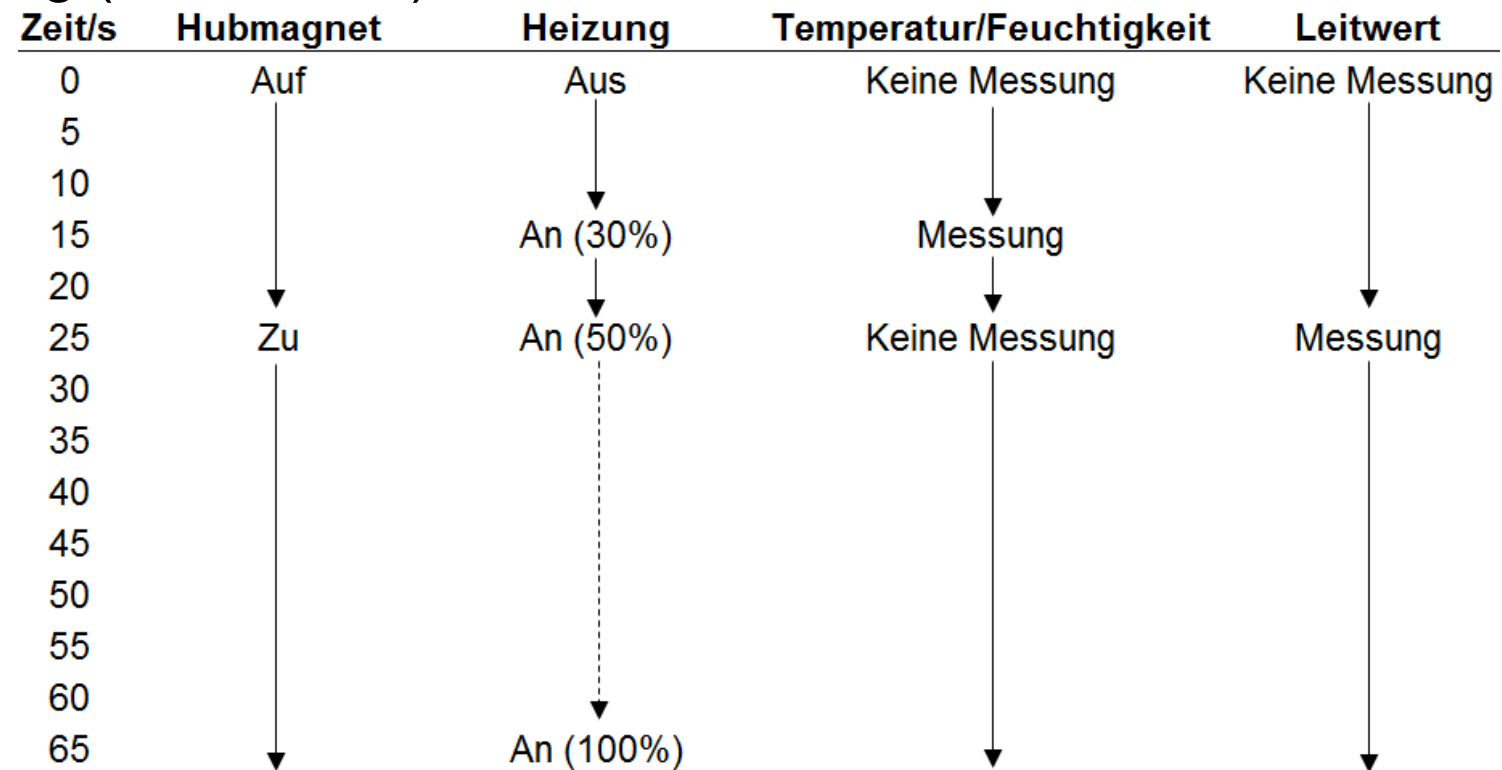 Zeit/s Hubmagnet Heizung Temperatur/Feuchtigkeit Leitwert
0 Auf Aus Keine Messung Keine Messung
5
10
15 An (30%) Messung
20
25 Zu An (50%) Keine Messung Messung
30
35
40
45
50
55
60
65 An (100%)